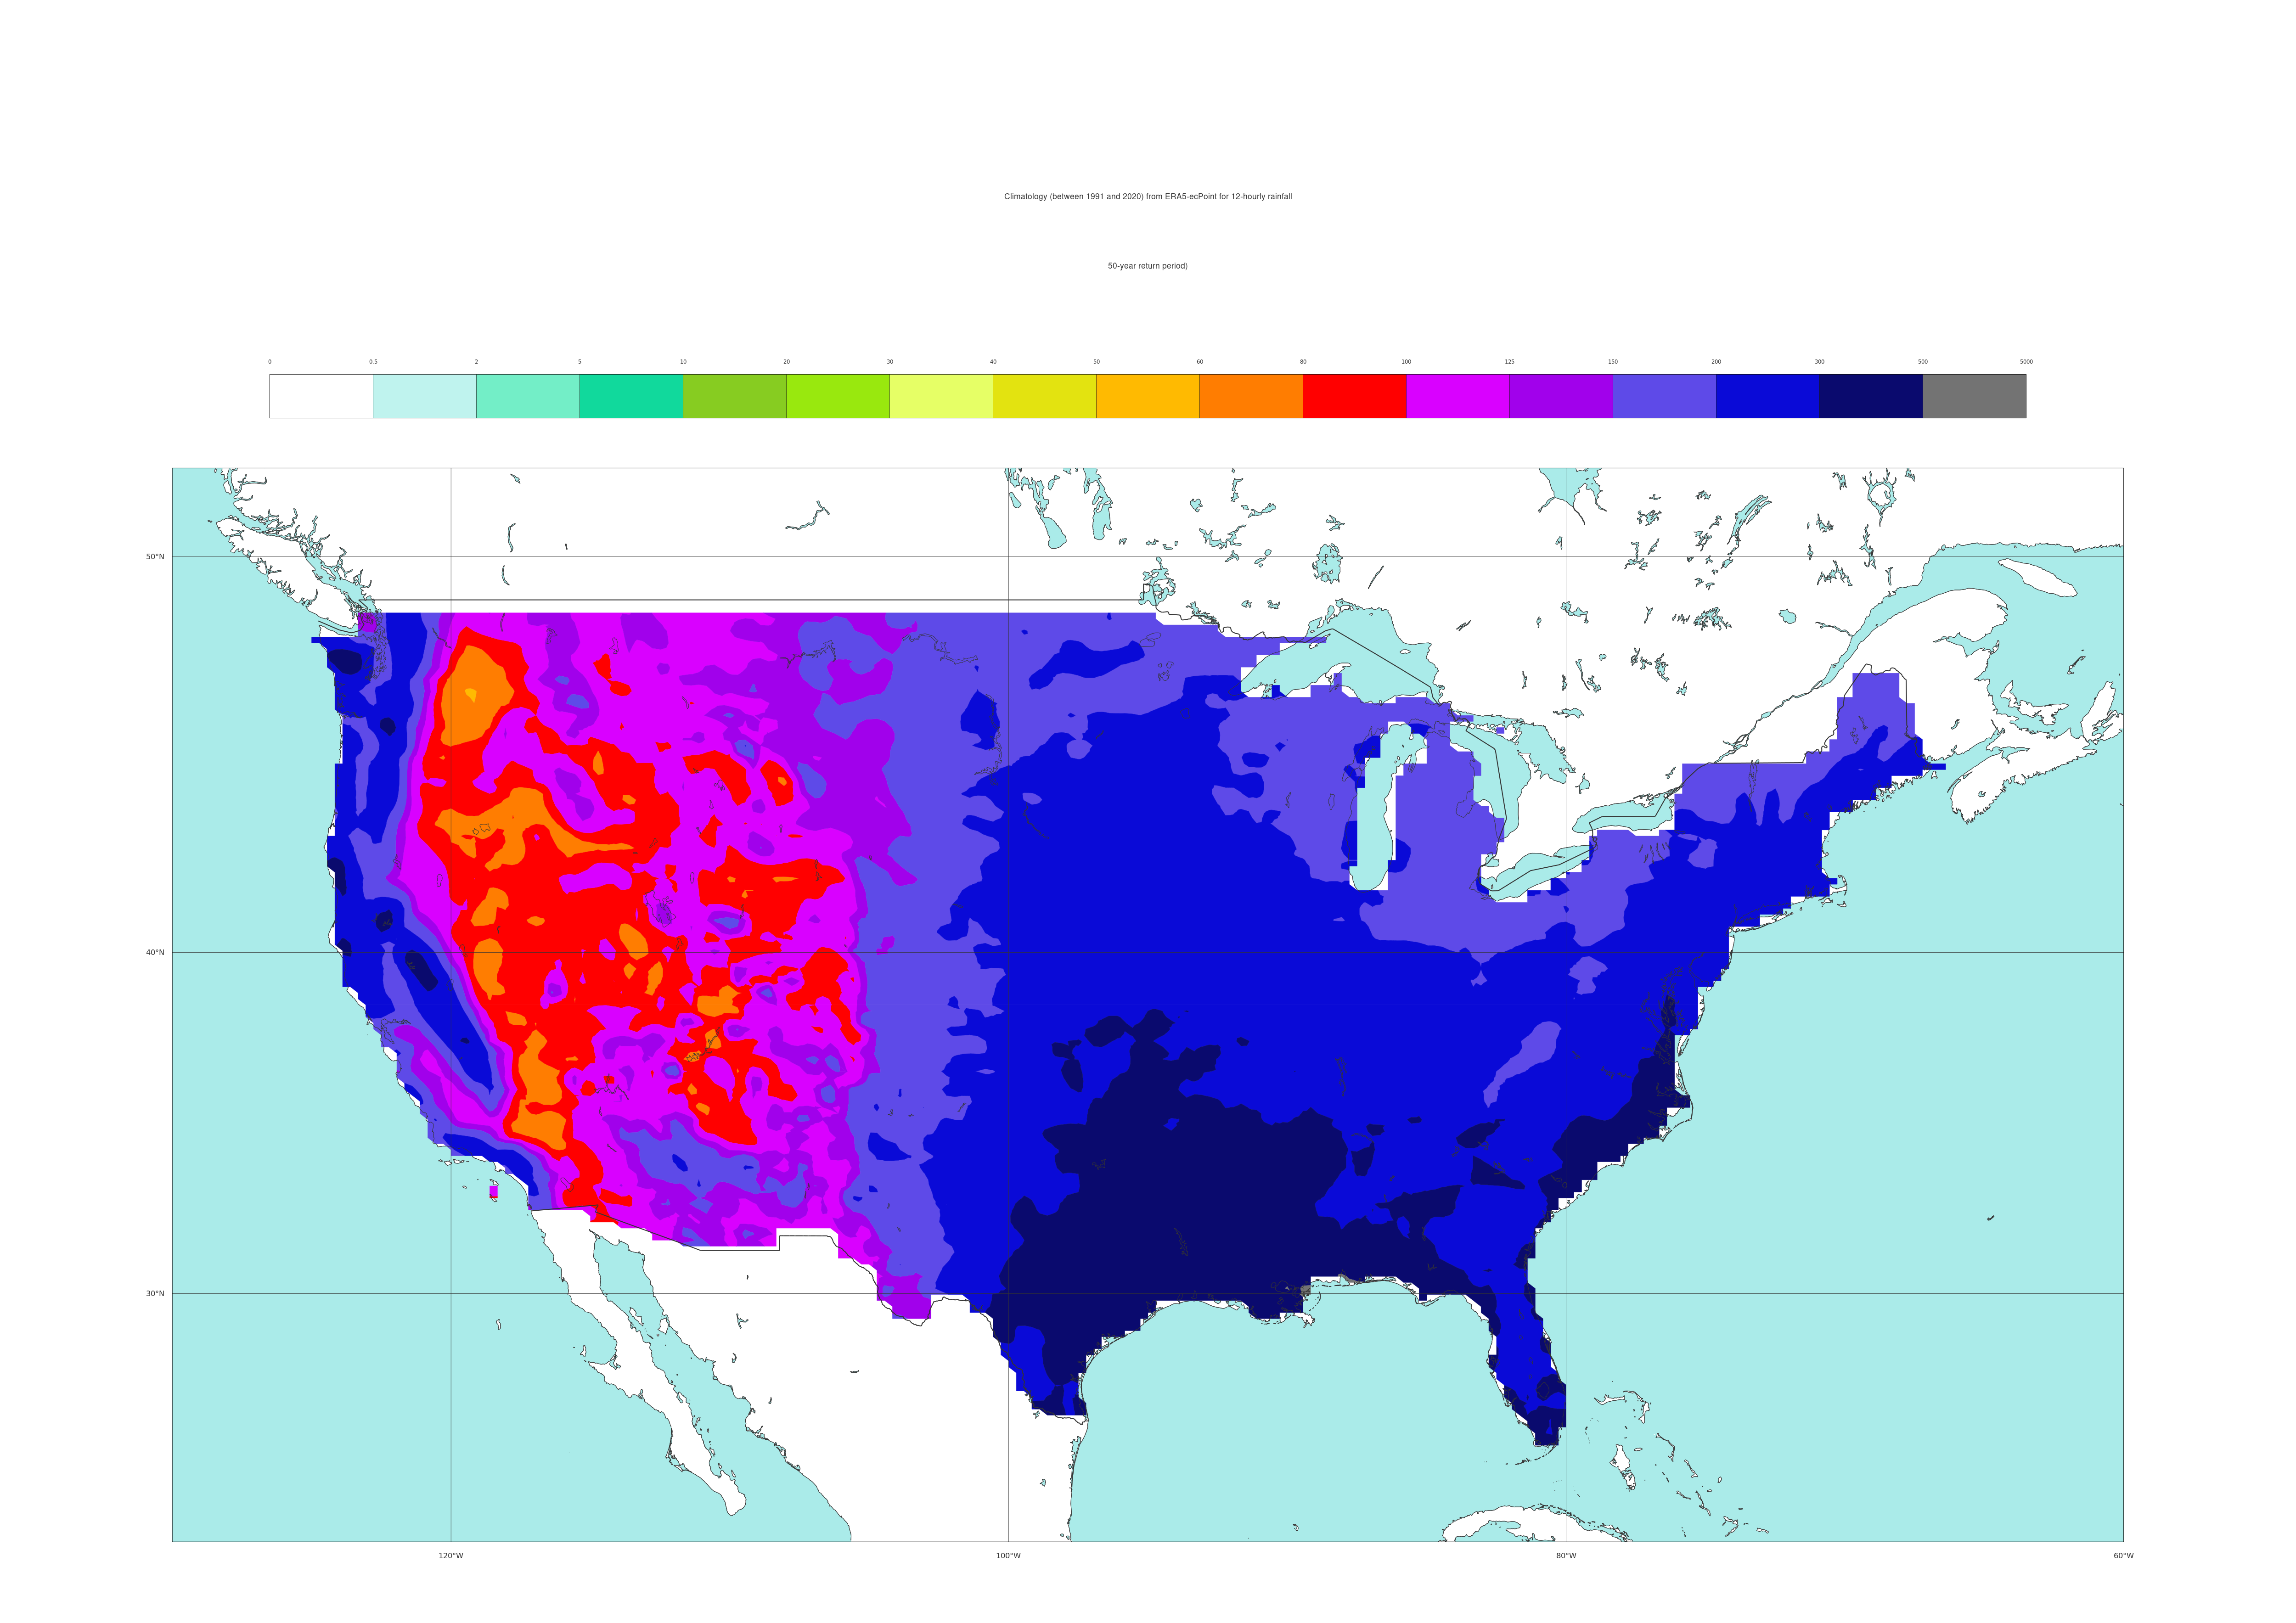 Climatology (between 1991 and 2020) from ERA5-ecPoint for 12-hourly rainfall
50-year return period)
0 0.5 2 5 10 20 30 40 50 60 80 100 125 150 200 300 500 5000
50°N
40°N
30°N
120°W 100°W 80°W 60°W